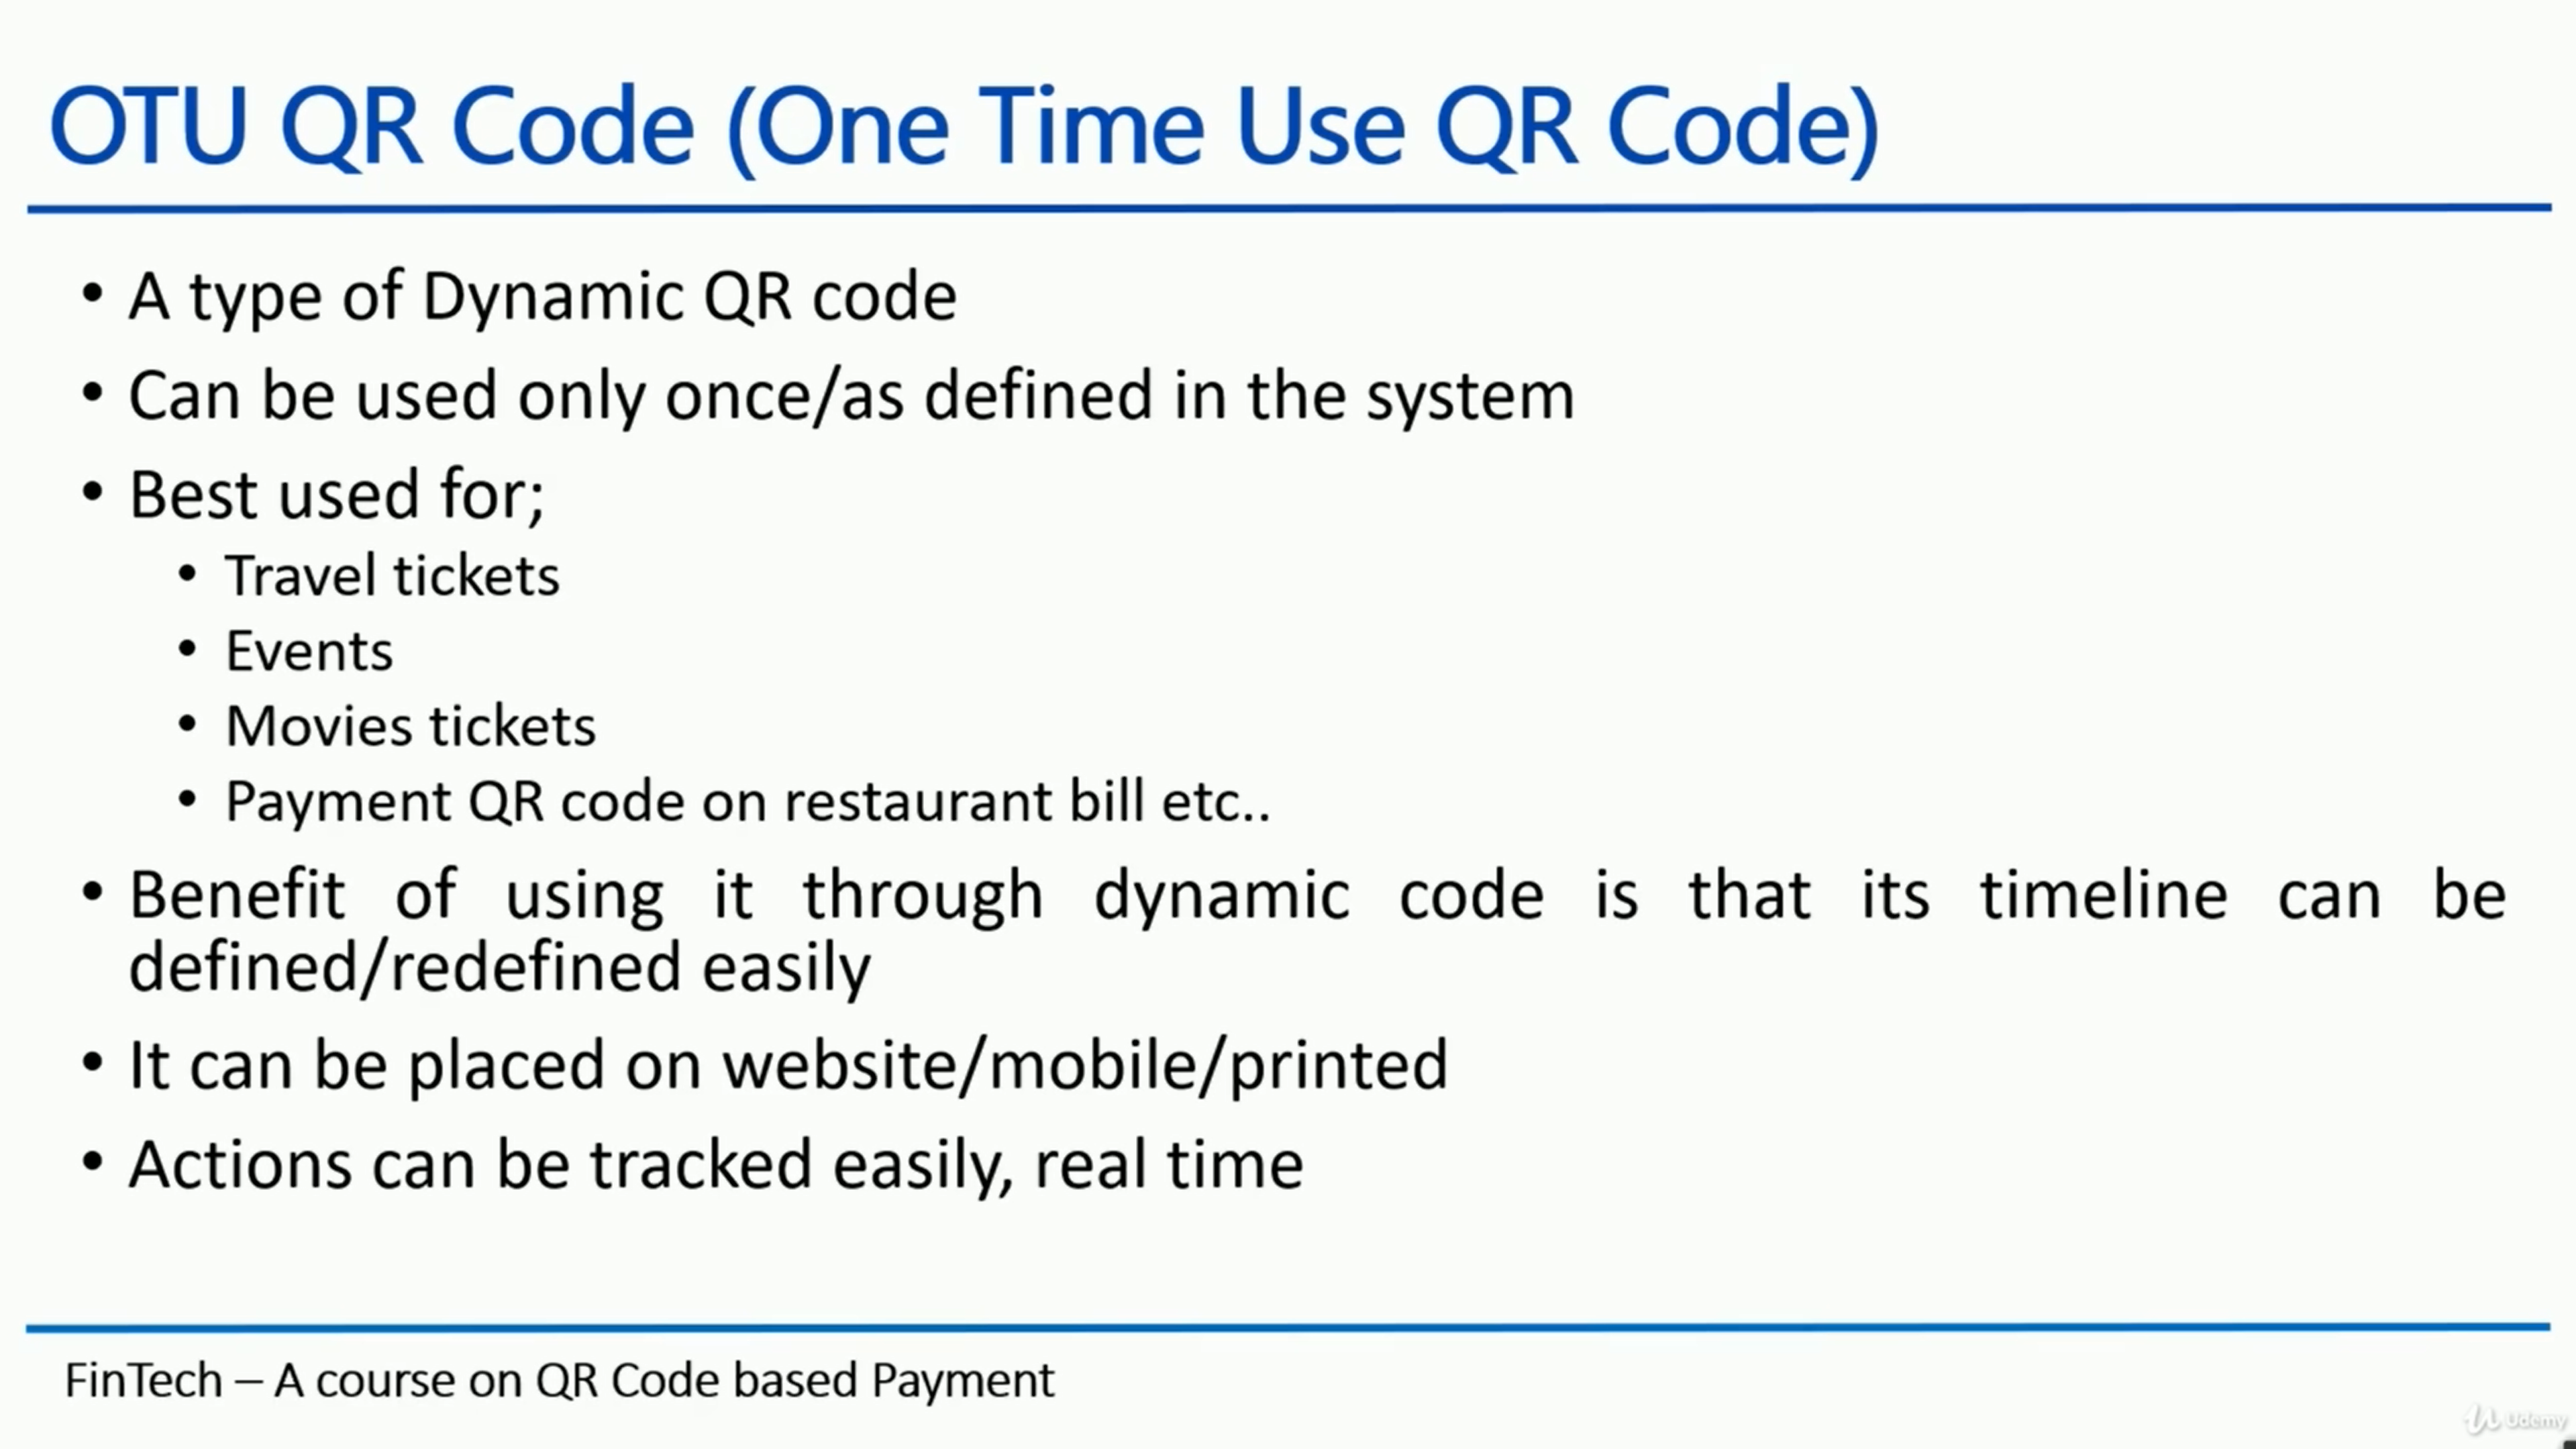 OTU QR Code (One Time Use QR Code)
• A type of Dynamic QR code
• Can be used only once/as defined in the system
• Best used for;
• Travel tickets
• Events
• Movies tickets
• Payment QR code on restaurant bill etc..
• Benefit of using it through dynamic code is that its timeline can be
defined/redefined easily
• It can be placed on website/mobile/printed
• Actions can be tracked easily, real time
FinTech – A course on QR Code based Payment
Udemy